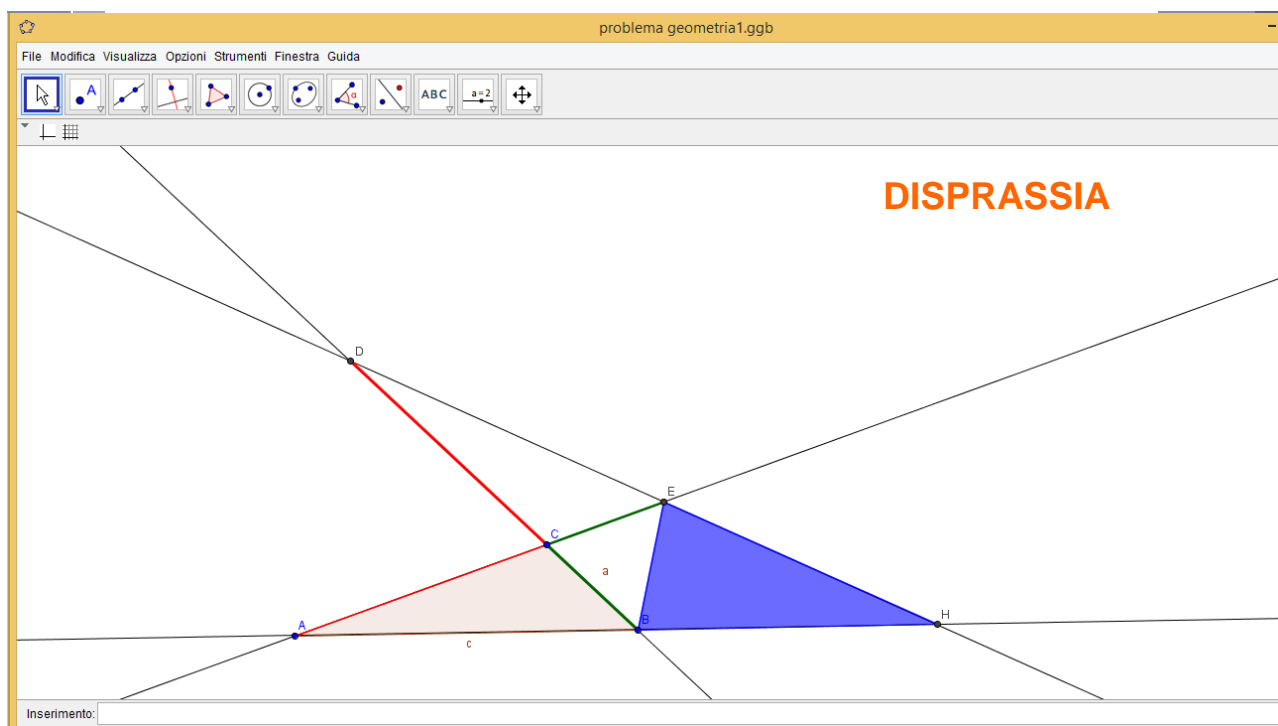 problema geometria1.ggb
File Modifica Visualizza Opzioni Strumenti Finestra Guida
A α ABC a=2
DISPRASSIA
D
E
C
a
A
B
H
c
Inserimento: